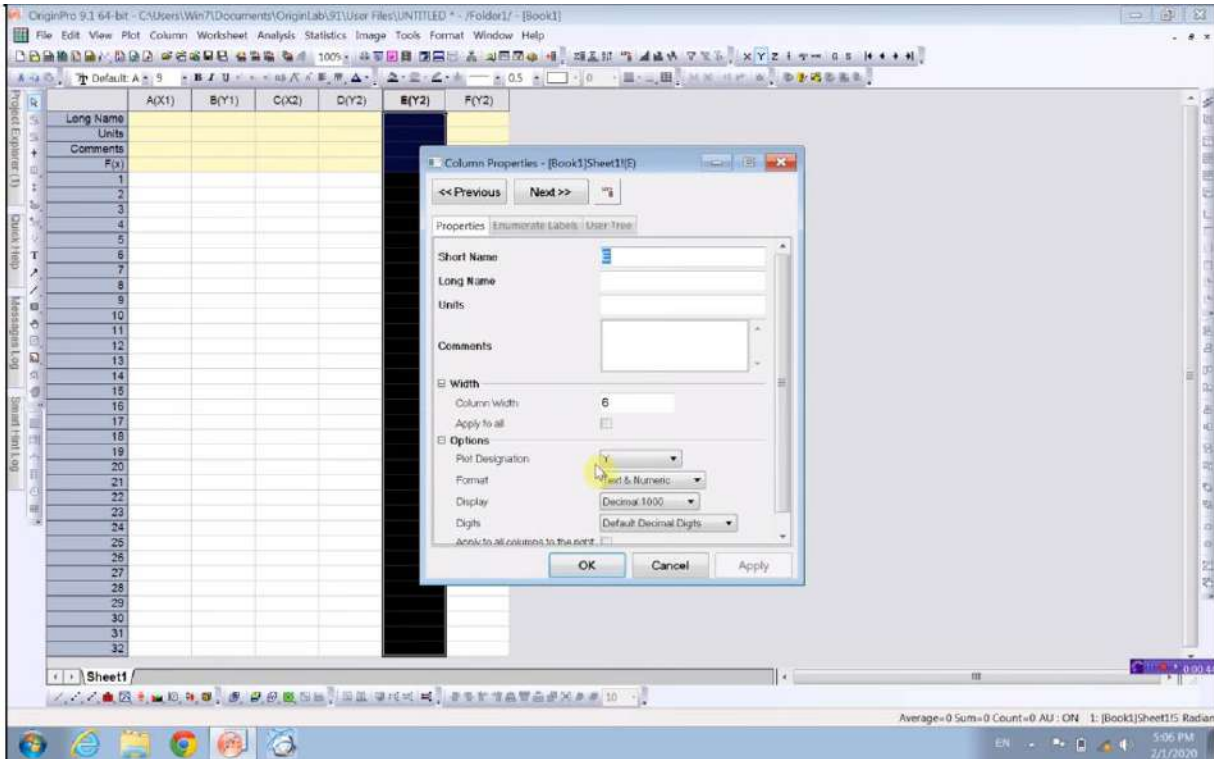 OriginPro 9.1 64-bit - C:\Users\Win7\Documents\OriginLab\91\User Files\UNTITLED * - /Folder1/ - [Book1]
File Edit View Plot Column Worksheet Analysis Statistics Image Tools Format Window Help
100%
Default: A 9 B I U 0.5 0
A(X1) B(Y1) C(X2) D(Y2) E(Y2) F(Y2)
Long Name
Units
Comments
F(x)
1
2
3
4
5
6
7
8
9
10
11
12
13
14
15
16
17
18
19
20
21
22
23
24
25
26
27
28
29
30
31
32
Project Explorer (1)
Quick Help
Messages Log
Smart Hint Log
Column Properties - [Book1]Sheet1!(E)
<< Previous Next >>
Properties Enumerate Labels User Tree
Short Name E
Long Name
Units
Comments
Width
Column Width 6
Apply to all
Options
Plot Designation Y
Format Text & Numeric
Display Decimal:1000
Digits Default Decimal Digits
Apply to all columns to the right
OK Cancel Apply
Sheet1
10
Average=0 Sum=0 Count=0 AU : ON 1: [Book1]Sheet1!5 Radian
EN 5:06 PM
2/1/2020